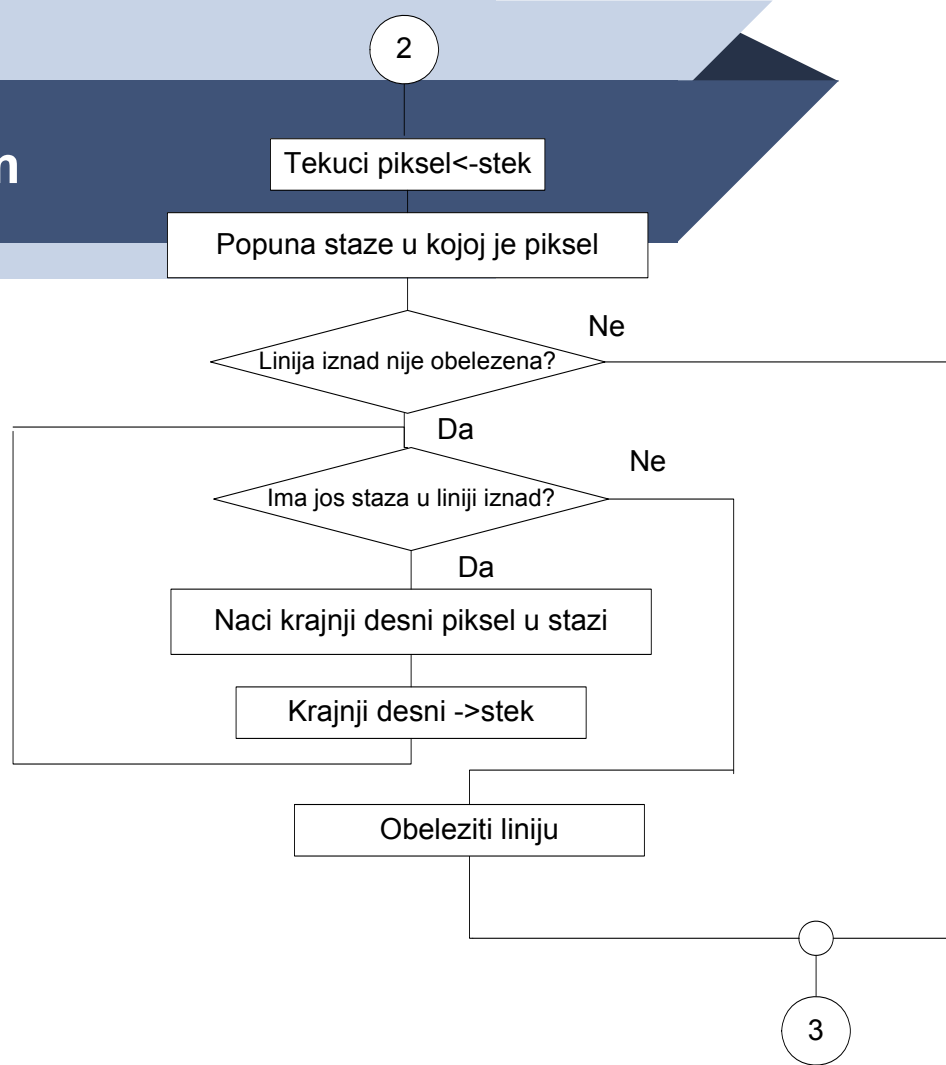 2
Tekuci piksel<-stek
Popuna staze u kojoj je piksel
Ne
Linija iznad nije obelezena?
Da
Ne
Ima jos staza u liniji iznad?
Da
Naci krajnji desni piksel u stazi
Krajnji desni ->stek
Obeleziti liniju
3